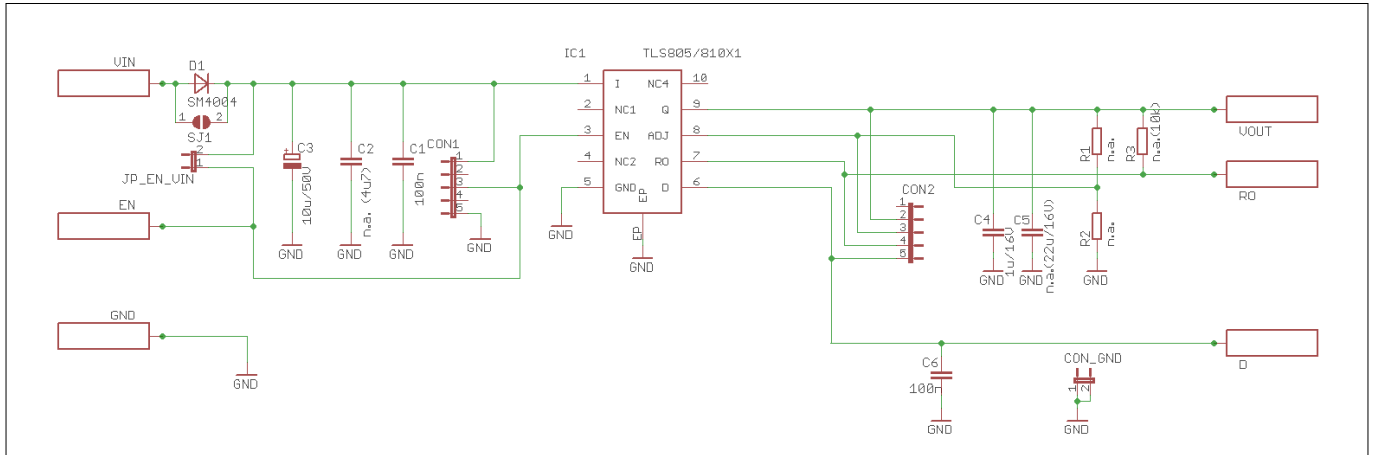 IC1
TLS805/810X1
VIN
D1
SM4004
1
2
SJ1
2
1
JP_EN_VIN
EN
GND
GND
C3
10u/50V
GND
C2
n.a. (4u7)
GND
C1
100n
GND
CON1
1
2
3
4
5
GND
1
I
2
NC1
3
EN
4
NC2
5
GND
GND
EP
EP
GND
NC4
10
Q
9
ADJ
8
RO
7
D
6
CON2
1
2
3
4
5
C4
1u/16V
GND
C5
n.a.(22u/16V)
GND
R1
n.a.
R3
n.a.(10k)
R2
n.a.
GND
VOUT
RO
D
C6
100n
GND
CON_GND
1
2
GND